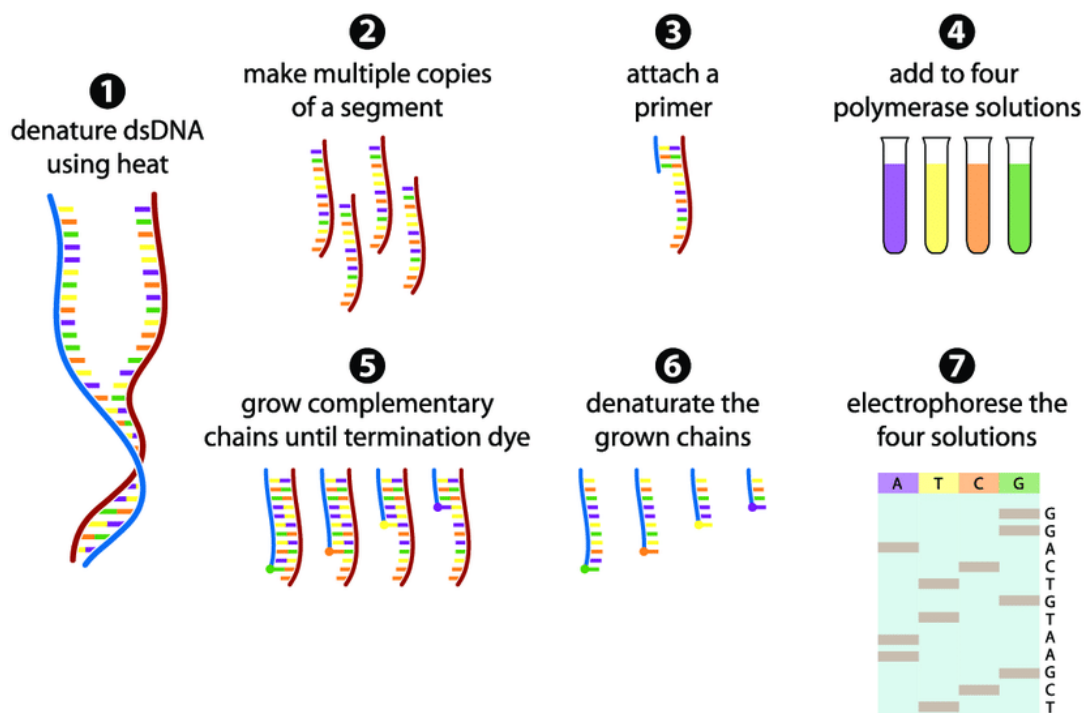 1
denature dsDNA
using heat
2
make multiple copies
of a segment
3
attach a
primer
4
add to four
polymerase solutions
5
grow complementary
chains until termination dye
6
denaturate the
grown chains
7
electrophorese the
four solutions
A T C G
G
G
A
C
T
G
T
A
A
G
C
T